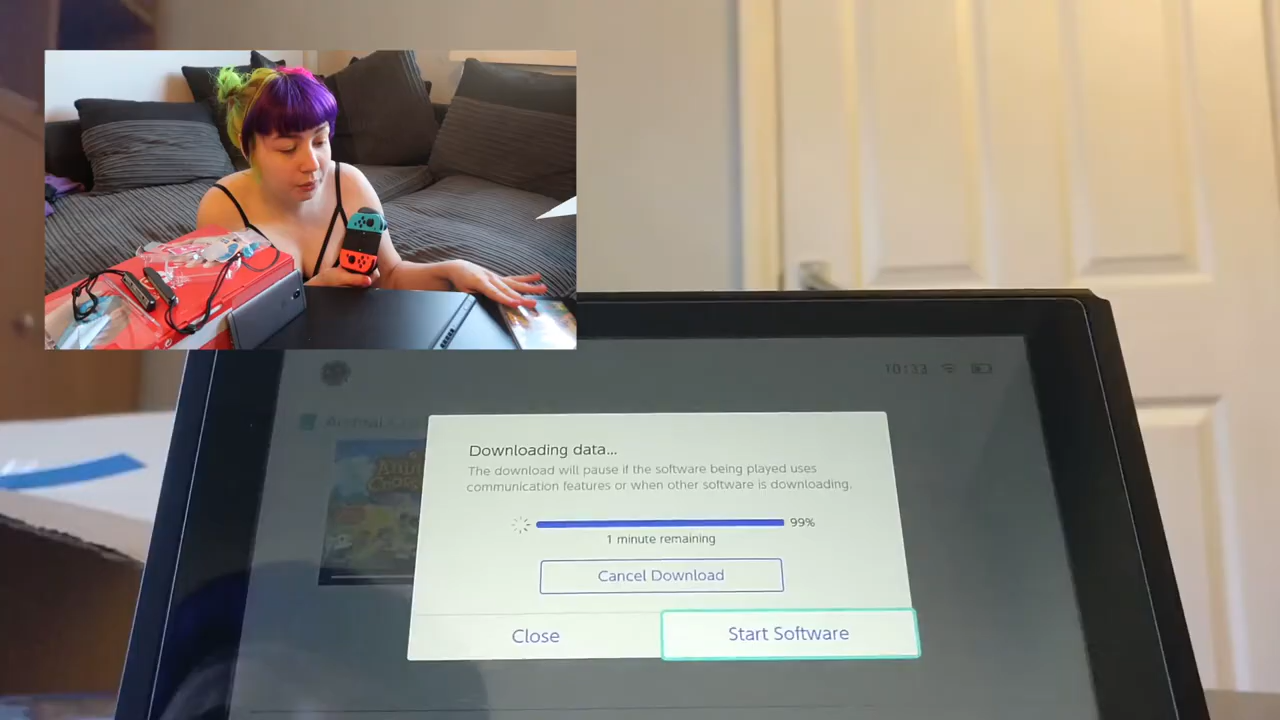 10:33
Animal
Downloading data...
The download will pause if the software being played uses
communication features or when other software is downloading.
99%
1 minute remaining
Cancel Download
Close
Start Software